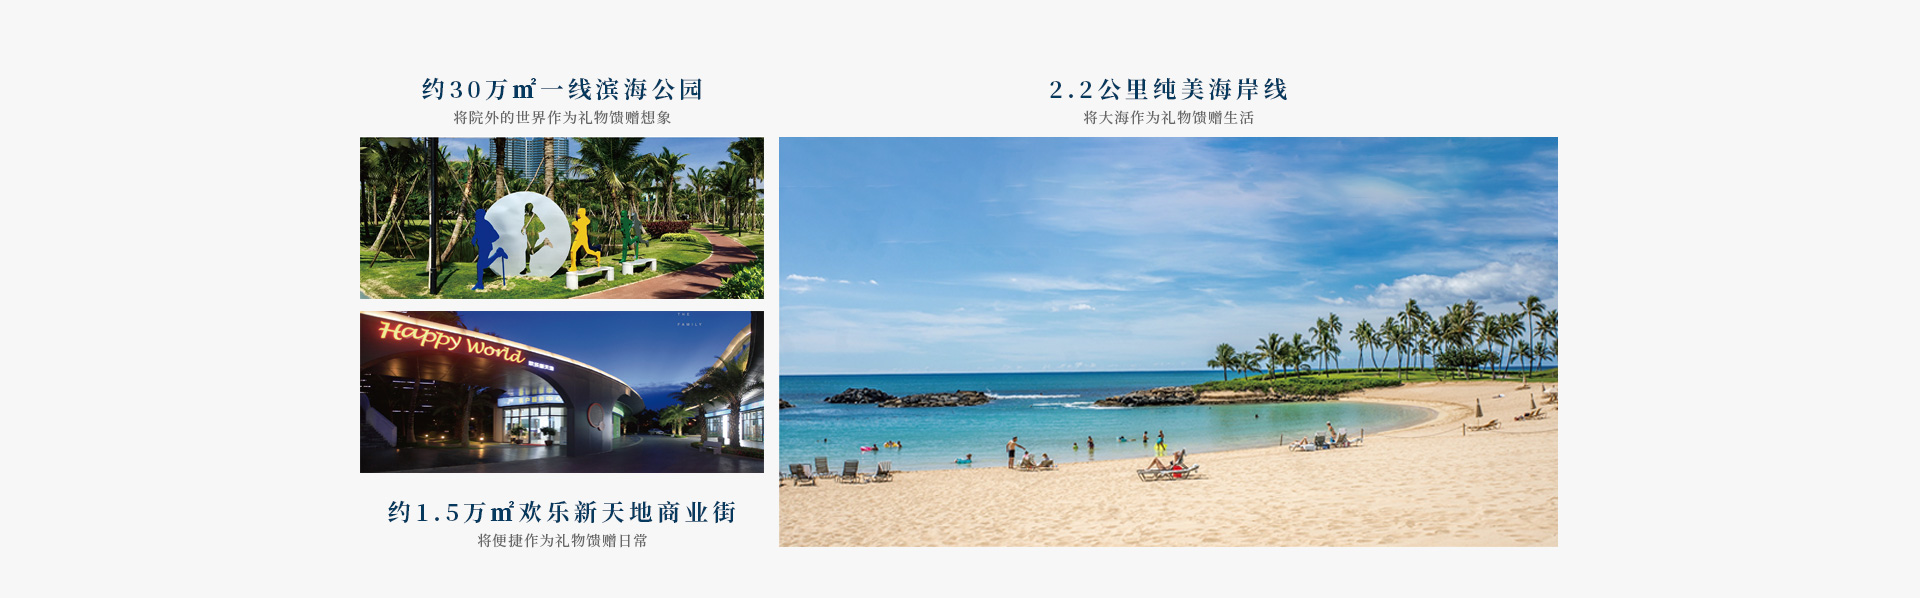 约30万㎡一线滨海公园
将院外的世界作为礼物馈赠想象
2.2公里纯美海岸线
将大海作为礼物馈赠生活
THE
FAMILY
Happy World
约1.5万㎡欢乐新天地商业街
将便捷作为礼物馈赠日常